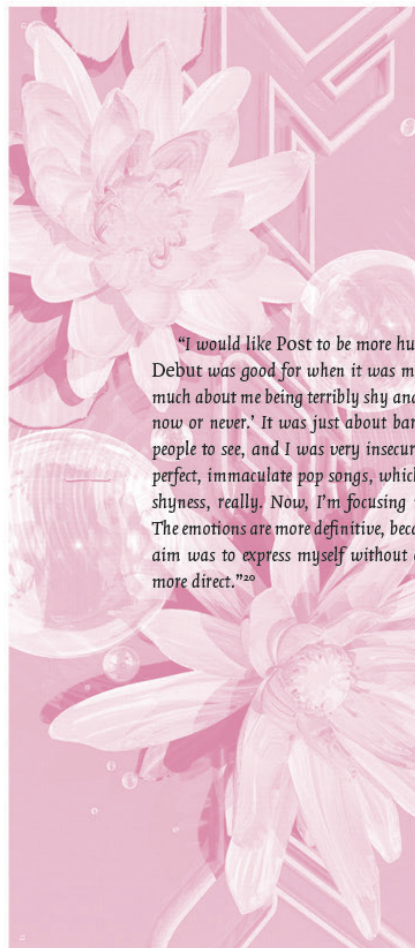 “I would like Post to be more hu
Debut was good for when it was m
much about me being terribly shy and
now or never.’ It was just about bar
people to see, and I was very insecur
perfect, immaculate pop songs, which
shyness, really. Now, I’m focusing
The emotions are more definitive, beca
aim was to express myself without
more direct.”²⁰